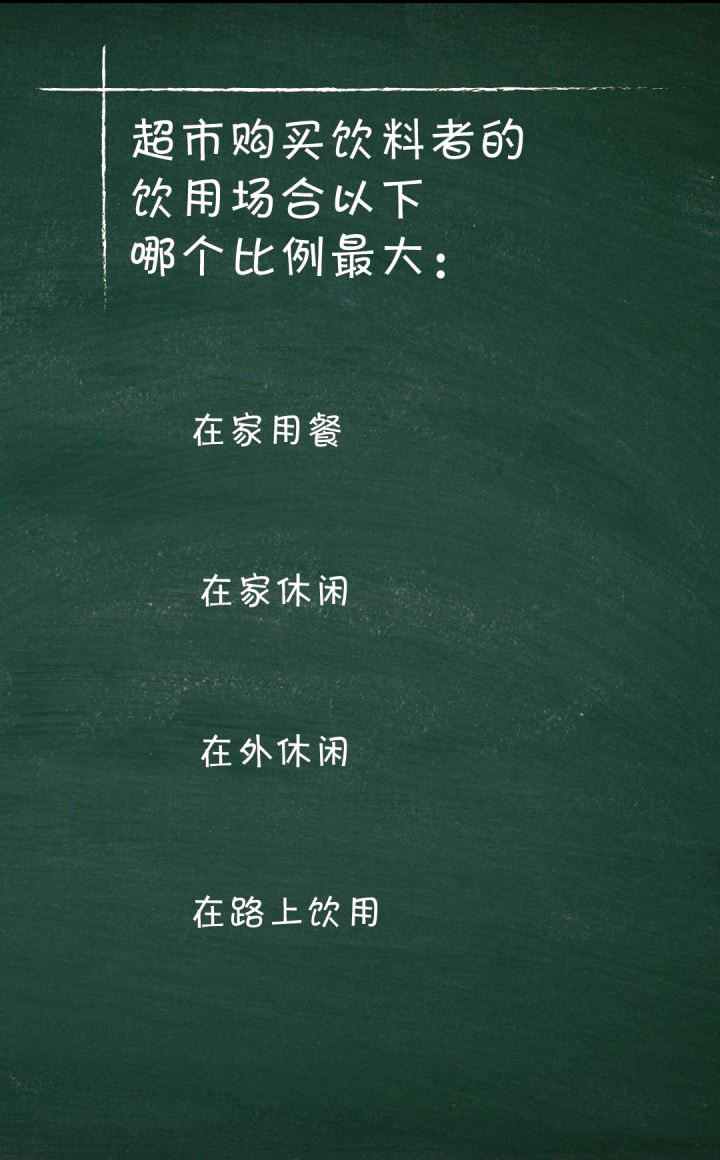 超市购买饮料者的
饮用场合以下
哪个比例最大：
在家用餐
在家休闲
在外休闲
在路上饮用